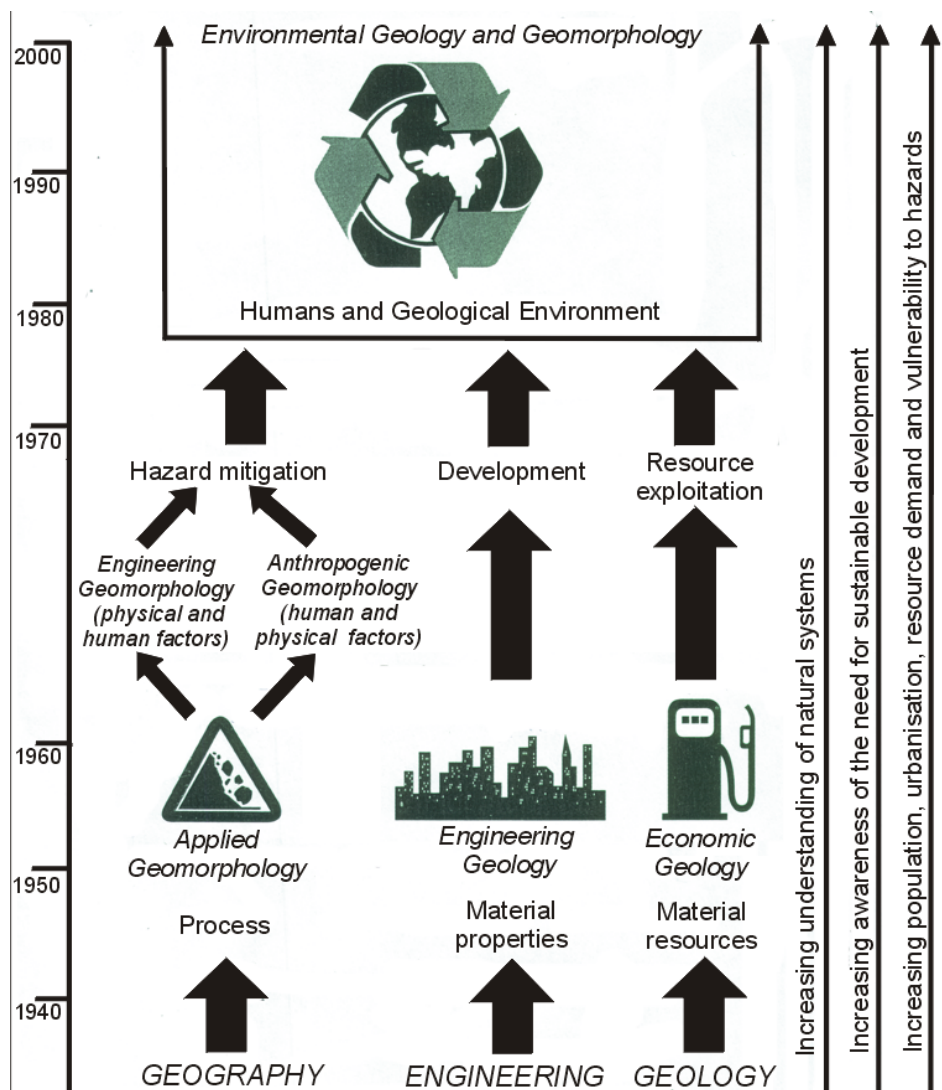 Environmental Geology and Geomorphology
2000
1990
1980
1970
1960
1950
1940
Humans and Geological Environment
Hazard mitigation
Development
Resource
exploitation
Engineering
Geomorphology
(physical and
human factors)
Anthropogenic
Geomorphology
(human and
physical factors)
Applied
Geomorphology
Engineering
Geology
Economic
Geology
Process
Material
properties
Material
resources
GEOGRAPHY
ENGINEERING
GEOLOGY
Increasing understanding of natural systems
Increasing awareness of the need for sustainable development
Increasing population, urbanisation, resource demand and vulnerability to hazards